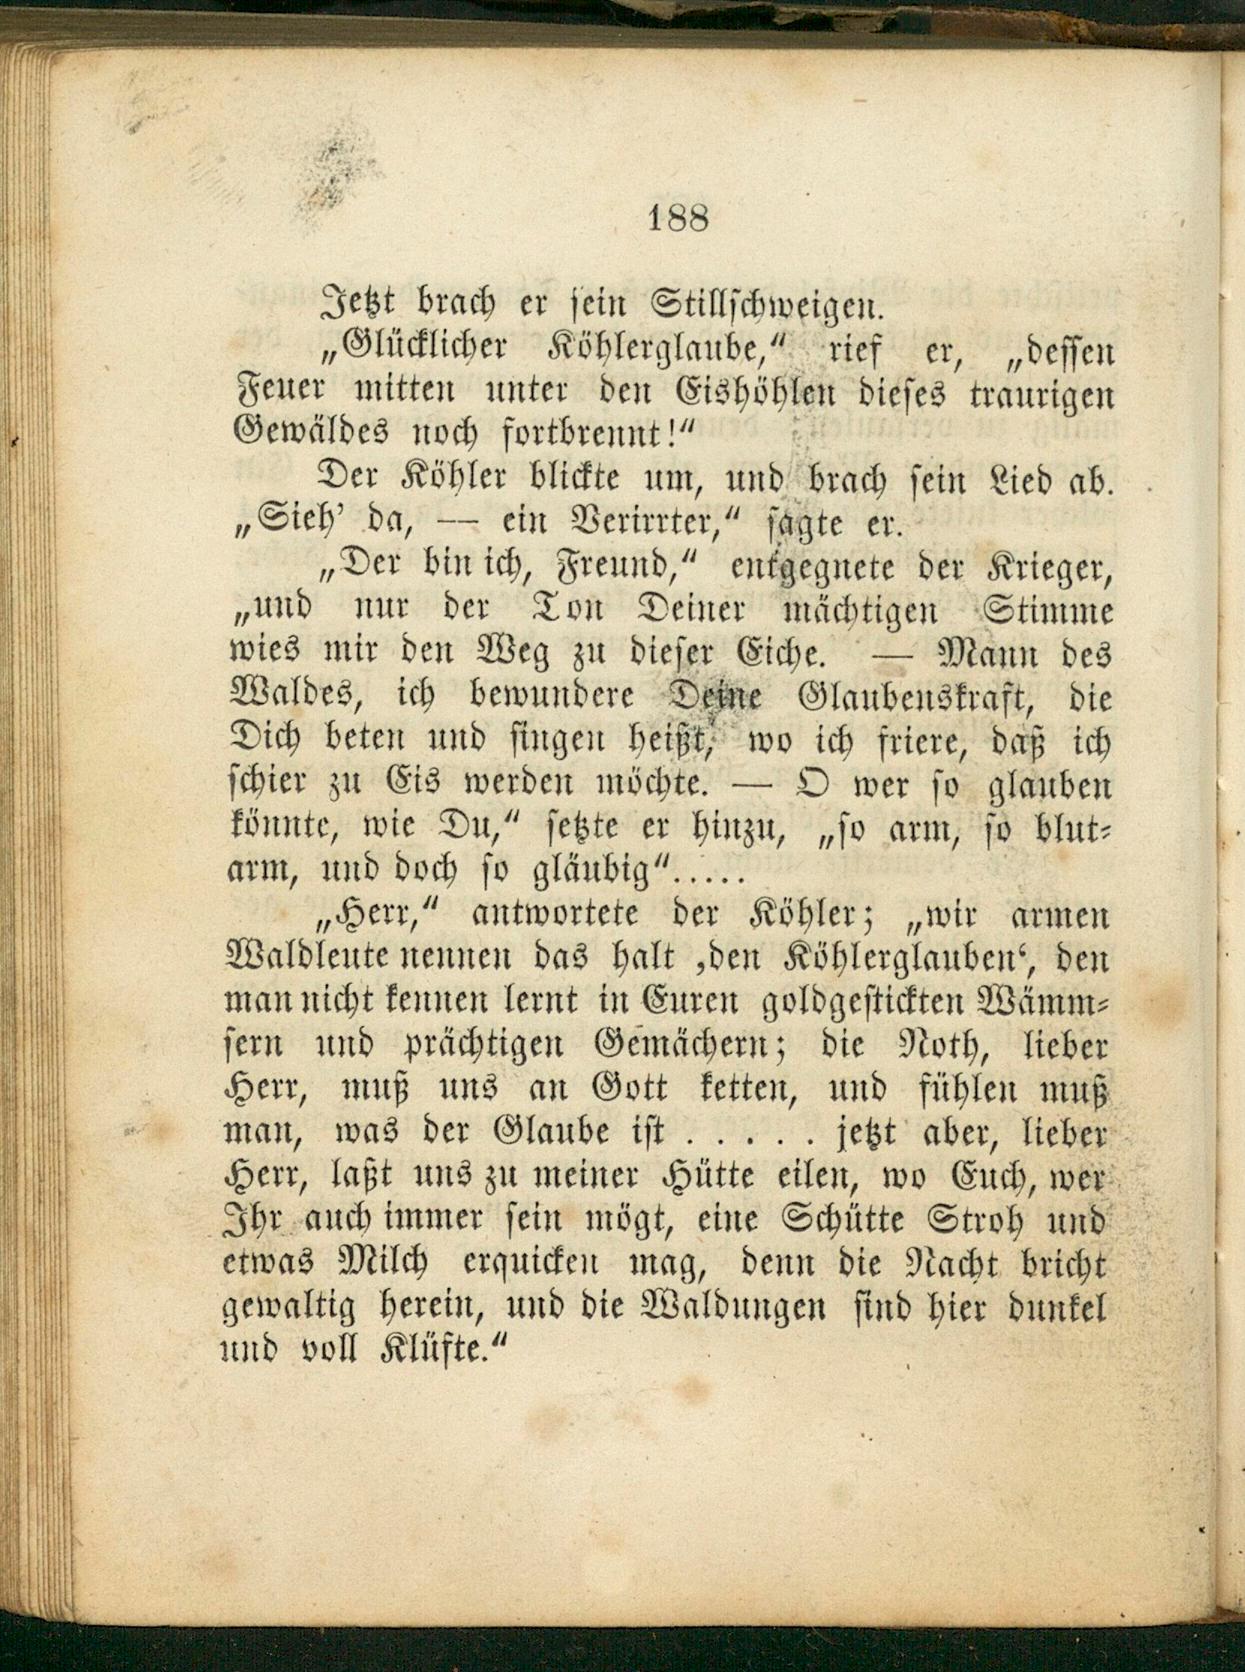 188
Jetzt brach er sein Stillschweigen.
„Glücklicher Köhlerglaube,“ rief er, „dessen
Feuer mitten unter den Eishöhlen dieses traurigen
Gewäldes noch fortbrennt!“
Der Köhler blickte um, und brach sein Lied ab.
„Sieh’ da, — ein Verirrter,“ sagte er.
„Der bin ich, Freund,“ entgegnete der Krieger,
„und nur der Ton Deiner mächtigen Stimme
wies mir den Weg zu dieser Eiche. — Mann des
Waldes, ich bewundere Deine Glaubenskraft, die
Dich beten und singen heißt, wo ich friere, daß ich
schier zu Eis werden möchte. — O wer so glauben
könnte, wie Du,“ setzte er hinzu, „so arm, so blut-
arm, und doch so gläubig“.....
„Herr,“ antwortete der Köhler; „wir armen
Waldleute nennen das halt ‚den Köhlerglauben‘, den
man nicht kennen lernt in Euren goldgestickten Wämm-
sern und prächtigen Gemächern; die Noth, lieber
Herr, muß uns an Gott ketten, und fühlen muß
man, was der Glaube ist . . . . . jetzt aber, lieber
Herr, laßt uns zu meiner Hütte eilen, wo Euch, wer
Ihr auch immer sein mögt, eine Schütte Stroh und
etwas Milch erquicken mag, denn die Nacht bricht
gewaltig herein, und die Waldungen sind hier dunkel
und voll Klüfte.“